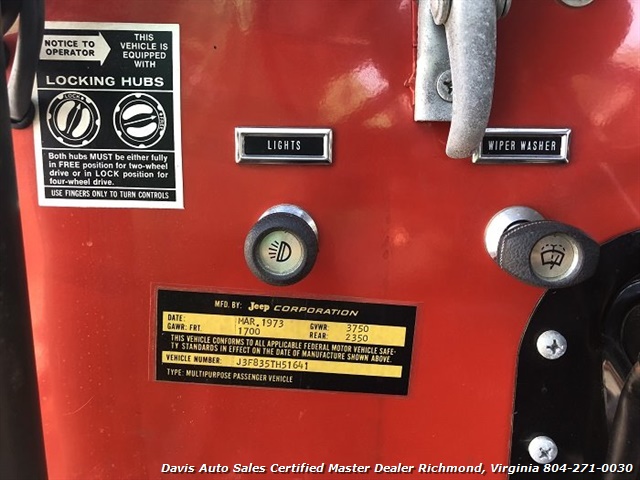 NOTICE TO
OPERATOR
THIS
VEHICLE IS
EQUIPPED
WITH
LOCKING HUBS
LOCK
Both hubs MUST be either fully
in FREE position for two-wheel
drive or in LOCK position for
four-wheel drive.
USE FINGERS ONLY TO TURN CONTROLS
LIGHTS
WIPER WASHER
MFD. BY: Jeep CORPORATION
DATE: MAR, 1973 GVWR: 3750
GAWR: FRT. 1700 REAR: 2350
THIS VEHICLE CONFORMS TO ALL APPLICABLE FEDERAL MOTOR VEHICLE SAFE-
TY STANDARDS IN EFFECT ON THE DATE OF MANUFACTURE SHOWN ABOVE.
VEHICLE NUMBER: J3F835TH51641
TYPE: MULTIPURPOSE PASSENGER VEHICLE
Davis Auto Sales Certified Master Dealer Richmond, Virginia 804-271-0030